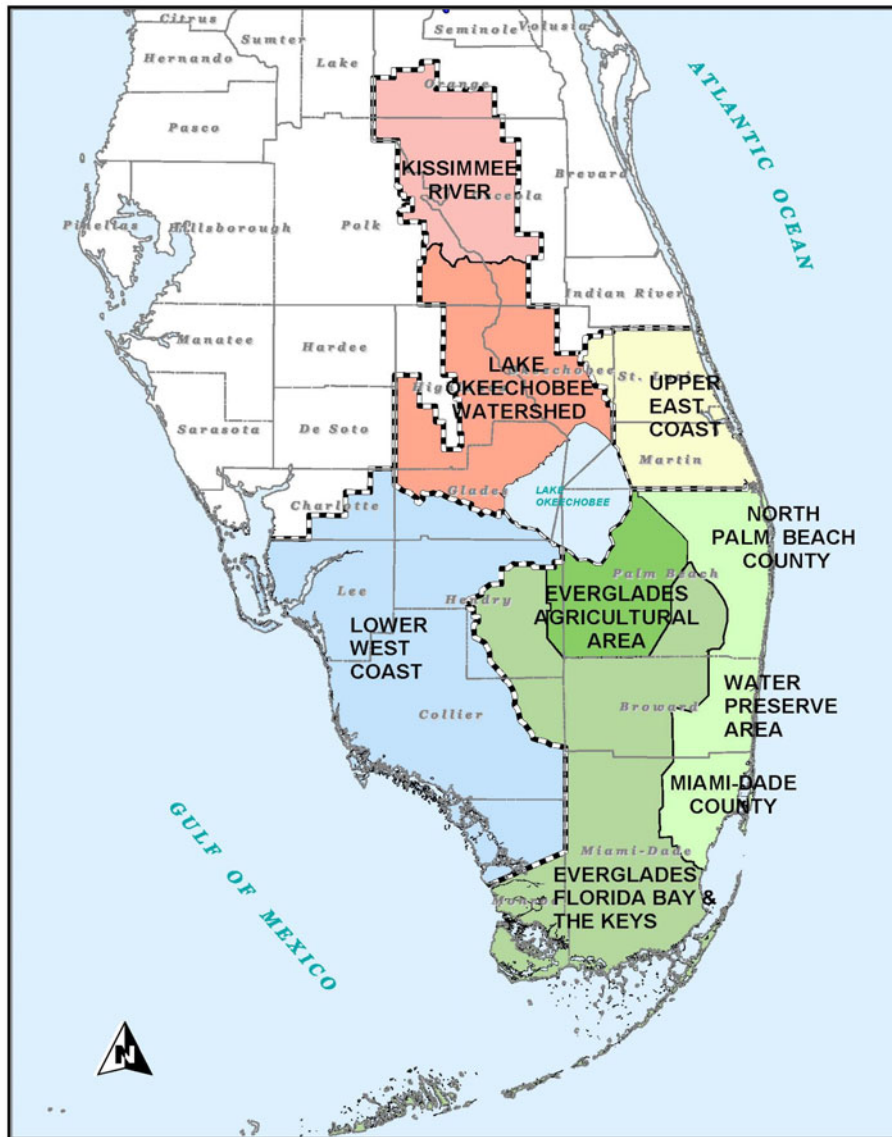 Citrus
Seminole
Volusia
Sumter
Hernando
Lake
Orange
ATLANTIC OCEAN
Pasco
KISSIMMEE
RIVER
Osceola
Brevard
Pinellas
Hillsborough
Polk
Indian River
Manatee
Hardee
LAKE
OKEECHOBEE
WATERSHED
Okeechobee
UPPER
EAST
COAST
Sarasota
De Soto
Martin
Glades
LAKE
OKEECHOBEE
Charlotte
NORTH
PALM BEACH
COUNTY
Palm Beach
Lee
Hendry
EVERGLADES
AGRICULTURAL
AREA
LOWER
WEST
COAST
WATER
PRESERVE
AREA
Broward
Collier
MIAMI-DADE
COUNTY
GULF OF MEXICO
Miami-Dade
EVERGLADES
FLORIDA BAY &
THE KEYS
Monroe
N